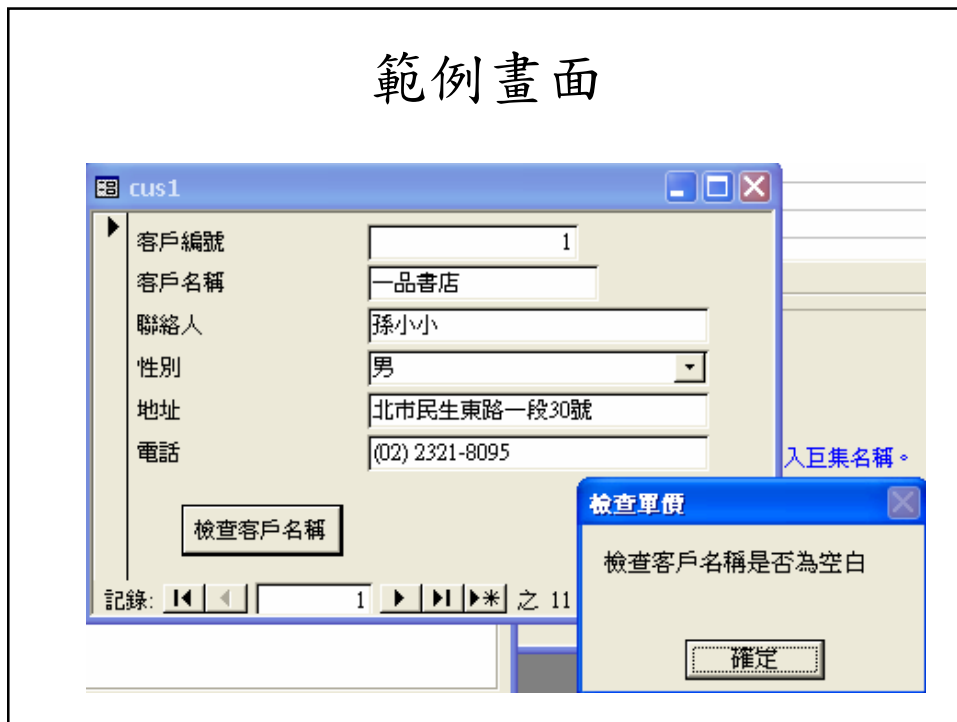 範例畫面
cus1
客戶編號 1
客戶名稱 一品書店
聯絡人 孫小小
性別 男
地址 北市民生東路一段30號
電話 (02) 2321-8095
入巨集名稱。
檢查客戶名稱
檢查單價
檢查客戶名稱是否為空白
確定
記錄: 1 之 11